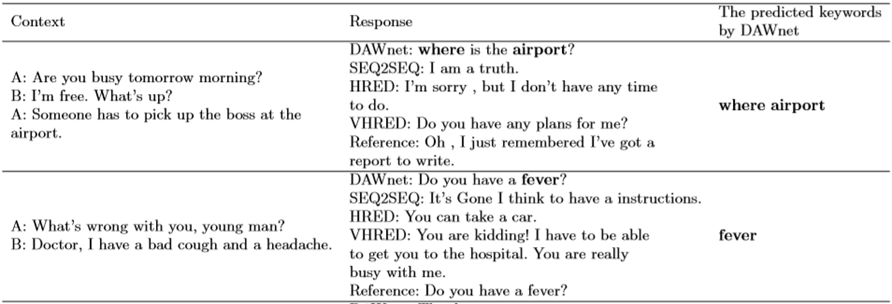 Context
Response
The predicted keywords
by DAWnet
A: Are you busy tomorrow morning?
B: I'm free. What's up?
A: Someone has to pick up the boss at the
airport.
DAWnet: where is the airport?
SEQ2SEQ: I am a truth.
HRED: I'm sorry , but I don't have any time
to do.
VHRED: Do you have any plans for me?
Reference: Oh , I just remembered I've got a
report to write.
where airport
A: What's wrong with you, young man?
B: Doctor, I have a bad cough and a headache.
DAWnet: Do you have a fever?
SEQ2SEQ: It's Gone I think to have a instructions.
HRED: You can take a car.
VHRED: You are kidding! I have to be able
to get you to the hospital. You are really
busy with me.
Reference: Do you have a fever?
fever